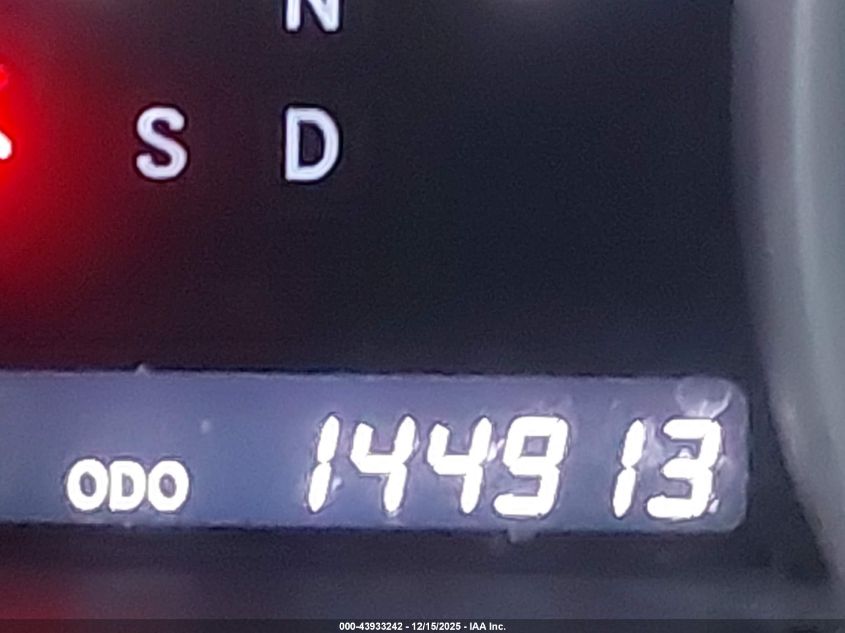 N
S D
ODO 144913
000-43933242 - 12/15/2025 - IAA Inc.